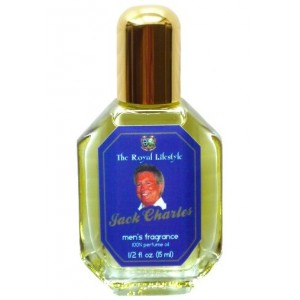 The Royal Lifestyle
Jack Charles
men's fragrance
100% perfume oil
1/2 fl oz (15 ml)